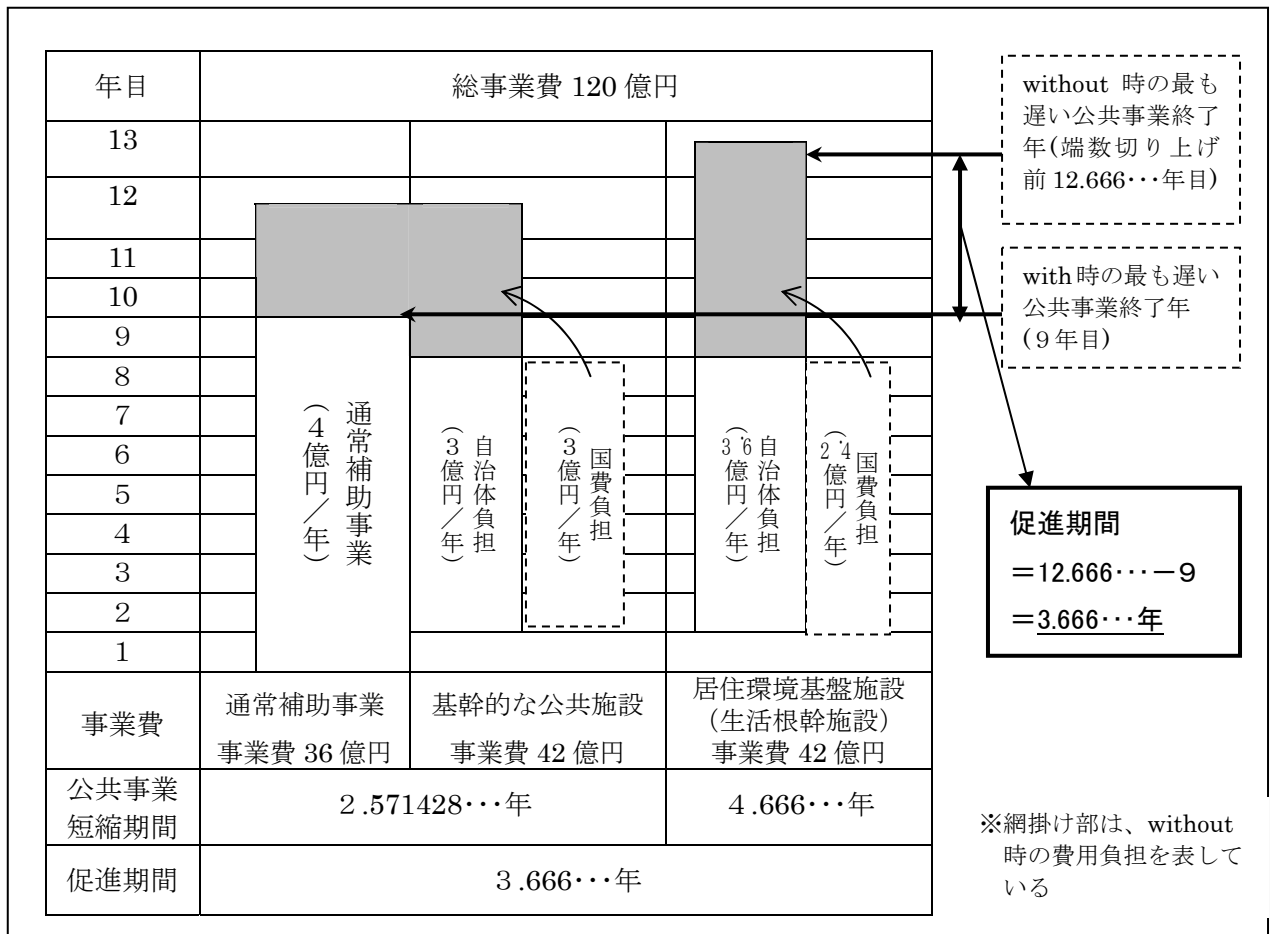 年目
総事業費 120 億円
13
12
11
10
9
8
7
6
5
4
3
2
1
通常補助事業
(4億円/年)
自治体負担
(3億円/年)
国費負担
(3億円/年)
自治体負担
(3.6億円/年)
国費負担
(2.4億円/年)
事業費
通常補助事業
事業費 36 億円
基幹的な公共施設
事業費 42 億円
居住環境基盤施設
(生活根幹施設)
事業費 42 億円
公共事業
短縮期間
2.571428･･･年
4.666･･･年
促進期間
3.666･･･年
without 時の最も
遅い公共事業終了
年(端数切り上げ
前 12.666･･･年目)
with時の最も遅い
公共事業終了年
(9年目)
促進期間
=12.666･･･-9
=3.666･･･年
※網掛け部は、without
時の費用負担を表して
いる